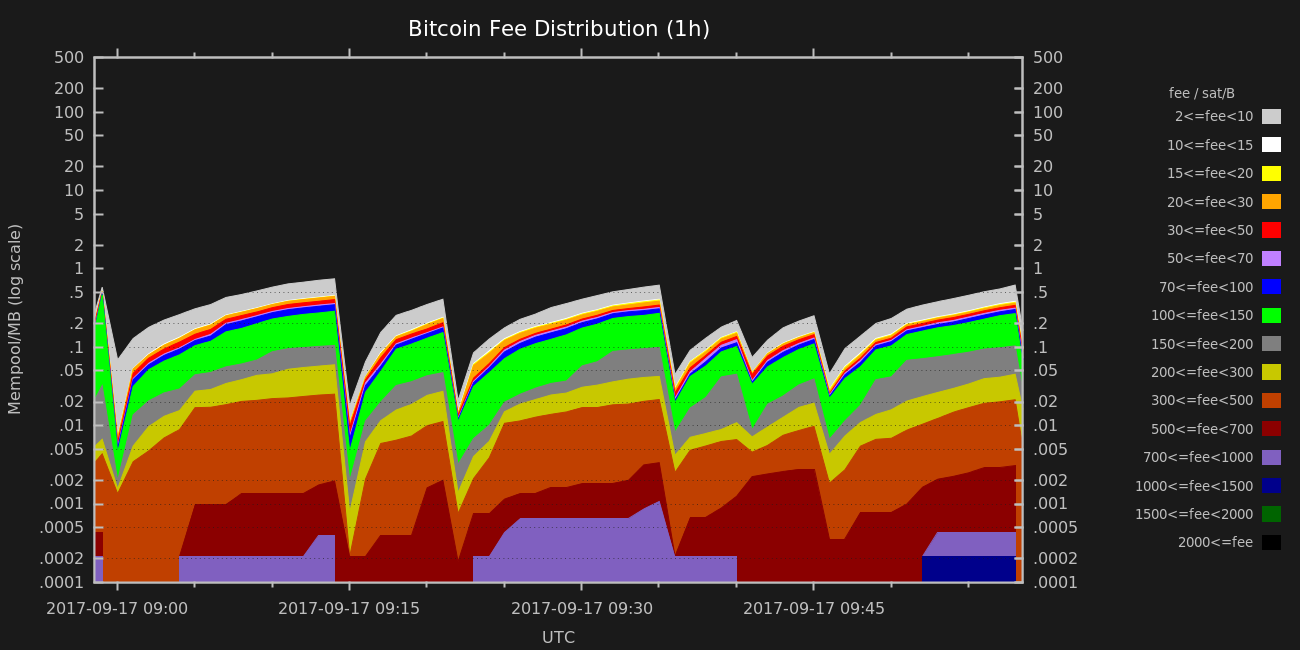 Bitcoin Fee Distribution (1h)
Mempool/MB (log scale)
500
200
100
50
20
10
5
2
1
.5
.2
.1
.05
.02
.01
.005
.002
.001
.0005
.0002
.0001
500
200
100
50
20
10
5
2
1
.5
.2
.1
.05
.02
.01
.005
.002
.001
.0005
.0002
.0001
2017-09-17 09:00
2017-09-17 09:15
2017-09-17 09:30
2017-09-17 09:45
UTC
fee / sat/B
2<=fee<10
10<=fee<15
15<=fee<20
20<=fee<30
30<=fee<50
50<=fee<70
70<=fee<100
100<=fee<150
150<=fee<200
200<=fee<300
300<=fee<500
500<=fee<700
700<=fee<1000
1000<=fee<1500
1500<=fee<2000
2000<=fee